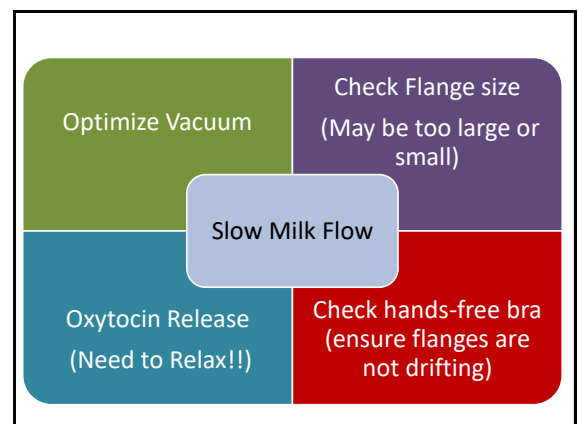 Optimize Vacuum
Check Flange size
(May be too large or
small)
Slow Milk Flow
Oxytocin Release
(Need to Relax!!)
Check hands-free bra
(ensure flanges are
not drifting)